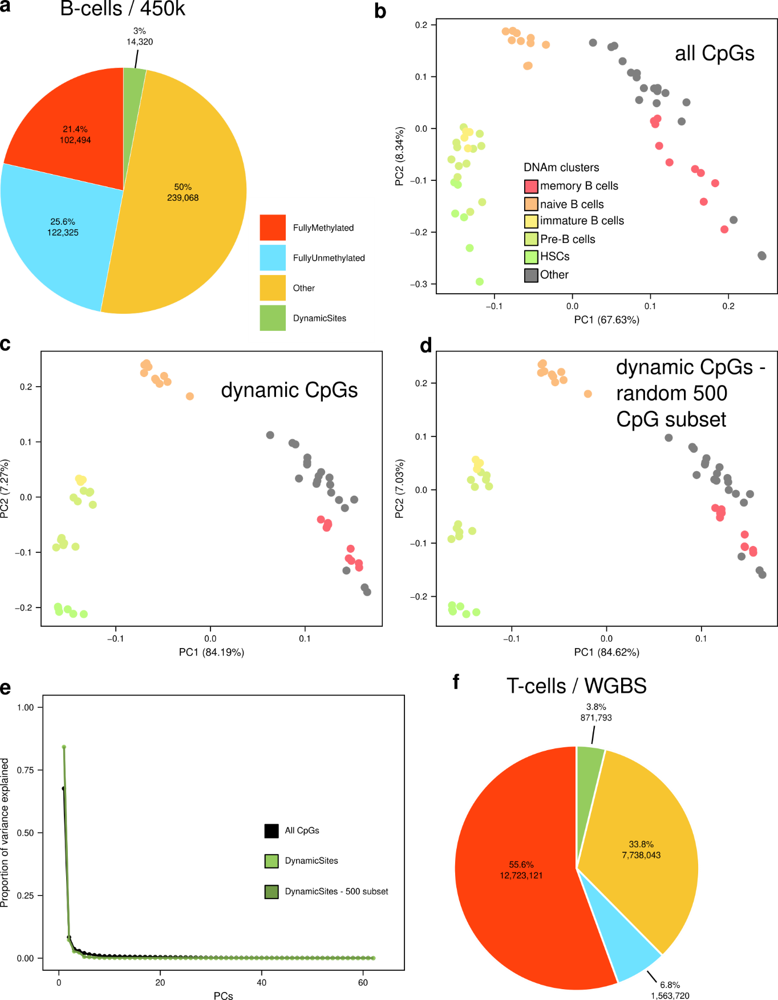 a
B-cells / 450k
3%
14,320
21.4%
102,494
50%
239,068
25.6%
122,325
FullyMethylated
FullyUnmethylated
Other
DynamicSites
b
all CpGs
0.2
0.1
0.0
−0.1
−0.2
−0.3
PC2 (8.34%)
DNAm clusters
memory B cells
naive B cells
immature B cells
Pre-B cells
HSCs
Other
−0.1
0.0
0.1
0.2
PC1 (67.63%)
c
dynamic CpGs
0.2
0.1
0.0
−0.1
−0.2
PC2 (7.27%)
−0.1
0.0
0.1
PC1 (84.19%)
d
dynamic CpGs -
random 500
CpG subset
0.2
0.1
0.0
−0.1
−0.2
PC2 (7.03%)
−0.1
0.0
0.1
PC1 (84.62%)
e
1.00
0.75
0.50
0.25
0.00
Proportion of variance explained
All CpGs
DynamicSites
DynamicSites - 500 subset
0
20
40
60
PCs
f
T-cells / WGBS
3.8%
871,793
33.8%
7,738,043
55.6%
12,723,121
6.8%
1,563,720